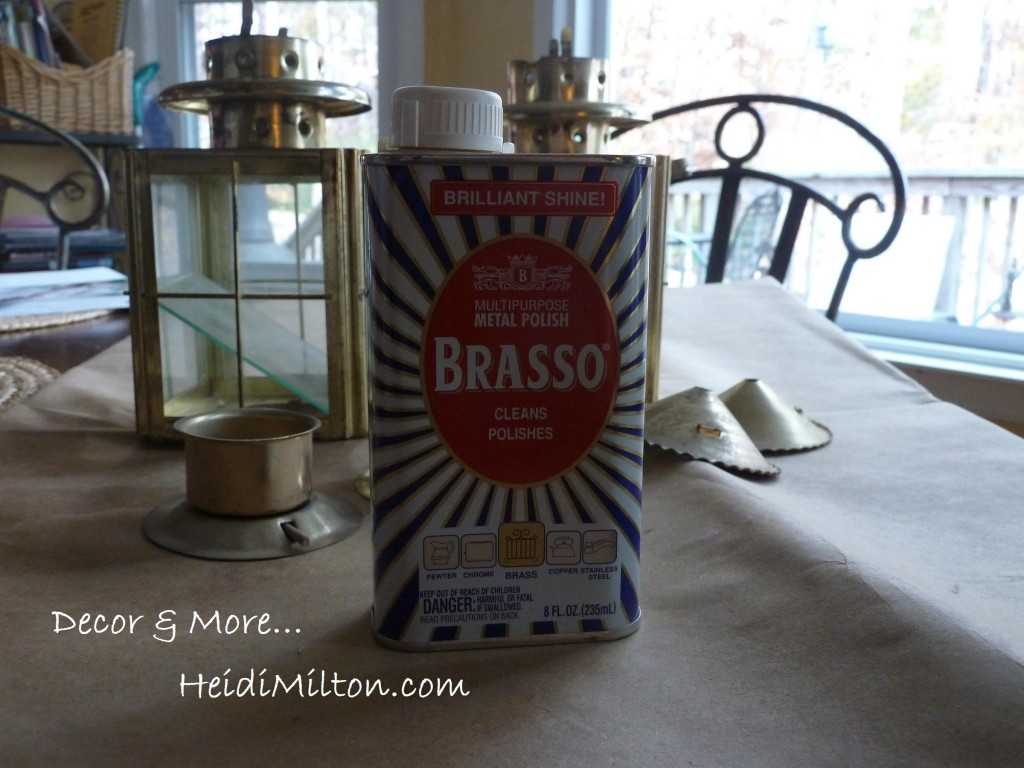 BRILLIANT SHINE!
B
MULTIPURPOSE
METAL POLISH
BRASSO®
CLEANS
POLISHES
PEWTER CHROME BRASS COPPER STAINLESS
STEEL
KEEP OUT OF REACH OF CHILDREN
DANGER: HARMFUL OR FATAL
IF SWALLOWED.
READ PRECAUTIONS ON BACK.
8 FL. OZ. (235mL)
Decor & More...
HeidiMilton.com